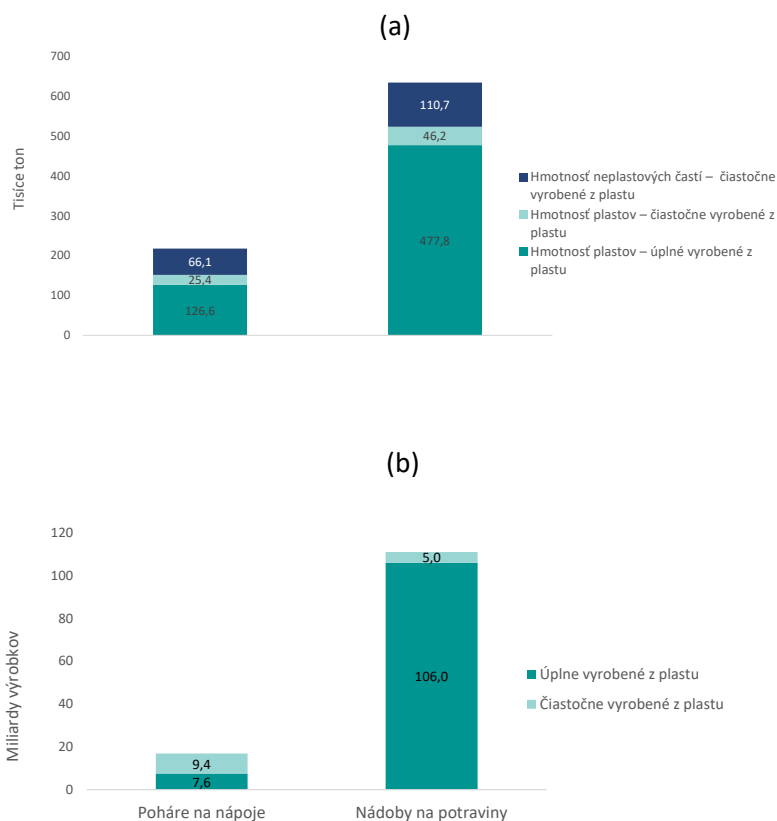 (a)
700
600
500
400
300
200
100
0
Tisíce ton
110,7
46,2
477,8
66,1
25,4
126,6
Hmotnosť neplastových častí – čiastočne
vyrobené z plastu
Hmotnosť plastov – čiastočne vyrobené z
plastu
Hmotnosť plastov – úplné vyrobené z
plastu
(b)
120
100
80
60
40
20
0
Miliardy výrobkov
5,0
106,0
9,4
7,6
Úplne vyrobené z plastu
Čiastočne vyrobené z plastu
Poháre na nápoje
Nádoby na potraviny